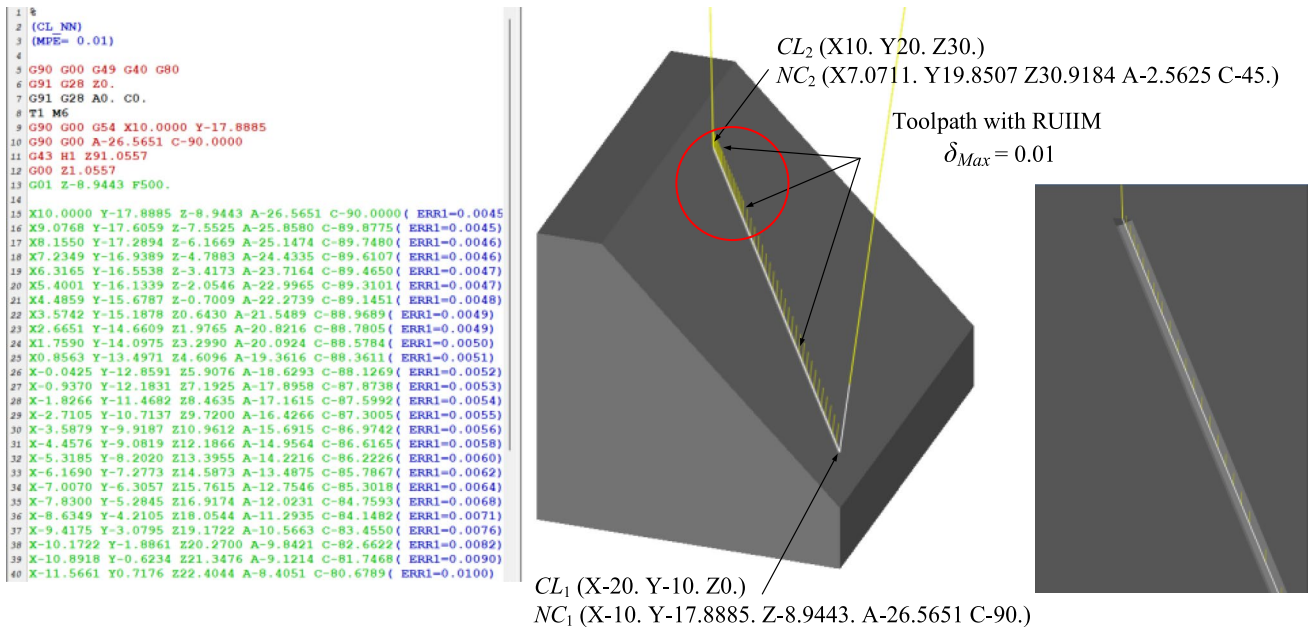 1 %
2 (CL_NN)
3 (MPE= 0.01)
4
5 G90 G00 G49 G40 G80
6 G91 G28 Z0.
7 G91 G28 A0. C0.
8 T1 M6
9 G90 G00 G54 X10.0000 Y-17.8885
10 G90 G00 A-26.5651 C-90.0000
11 G43 H1 Z91.0557
12 G00 Z1.0557
13 G01 Z-8.9443 F500.
14
15 X10.0000 Y-17.8885 Z-8.9443 A-26.5651 C-90.0000( ERR1=0.0045
16 X9.0768 Y-17.6059 Z-7.5525 A-25.8580 C-89.8775( ERR1=0.0045)
17 X8.1550 Y-17.2894 Z-6.1669 A-25.1474 C-89.7480( ERR1=0.0046)
18 X7.2349 Y-16.9389 Z-4.7883 A-24.4335 C-89.6107( ERR1=0.0046)
19 X6.3165 Y-16.5538 Z-3.4173 A-23.7164 C-89.4650( ERR1=0.0047)
20 X5.4001 Y-16.1339 Z-2.0546 A-22.9965 C-89.3101( ERR1=0.0047)
21 X4.4859 Y-15.6787 Z-0.7009 A-22.2739 C-89.1451( ERR1=0.0048)
22 X3.5742 Y-15.1878 Z0.6430 A-21.5489 C-88.9689( ERR1=0.0049)
23 X2.6651 Y-14.6609 Z1.9765 A-20.8216 C-88.7805( ERR1=0.0049)
24 X1.7590 Y-14.0975 Z3.2990 A-20.0924 C-88.5784( ERR1=0.0050)
25 X0.8563 Y-13.4971 Z4.6096 A-19.3616 C-88.3611( ERR1=0.0051)
26 X-0.0425 Y-12.8591 Z5.9076 A-18.6293 C-88.1269( ERR1=0.0052)
27 X-0.9370 Y-12.1831 Z7.1925 A-17.8958 C-87.8738( ERR1=0.0053)
28 X-1.8266 Y-11.4682 Z8.4635 A-17.1615 C-87.5992( ERR1=0.0054)
29 X-2.7105 Y-10.7137 Z9.7200 A-16.4266 C-87.3005( ERR1=0.0055)
30 X-3.5879 Y-9.9187 Z10.9612 A-15.6915 C-86.9742( ERR1=0.0056)
31 X-4.4576 Y-9.0819 Z12.1866 A-14.9564 C-86.6165( ERR1=0.0058)
32 X-5.3185 Y-8.2020 Z13.3955 A-14.2216 C-86.2226( ERR1=0.0060)
33 X-6.1690 Y-7.2773 Z14.5873 A-13.4875 C-85.7867( ERR1=0.0062)
34 X-7.0070 Y-6.3057 Z15.7615 A-12.7546 C-85.3018( ERR1=0.0064)
35 X-7.8300 Y-5.2845 Z16.9174 A-12.0231 C-84.7593( ERR1=0.0068)
36 X-8.6349 Y-4.2105 Z18.0544 A-11.2935 C-84.1482( ERR1=0.0071)
37 X-9.4175 Y-3.0795 Z19.1722 A-10.5663 C-83.4550( ERR1=0.0076)
38 X-10.1722 Y-1.8861 Z20.2700 A-9.8421 C-82.6622( ERR1=0.0082)
39 X-10.8918 Y-0.6234 Z21.3476 A-9.1214 C-81.7468( ERR1=0.0090)
40 X-11.5661 Y0.7176 Z22.4044 A-8.4051 C-80.6789( ERR1=0.0100)
CL2 (X10. Y20. Z30.)
NC2 (X7.0711. Y19.8507 Z30.9184 A-2.5625 C-45.)
Toolpath with RUIIM
δMax = 0.01
CL1 (X-20. Y-10. Z0.)
NC1 (X-10. Y-17.8885. Z-8.9443. A-26.5651 C-90.)